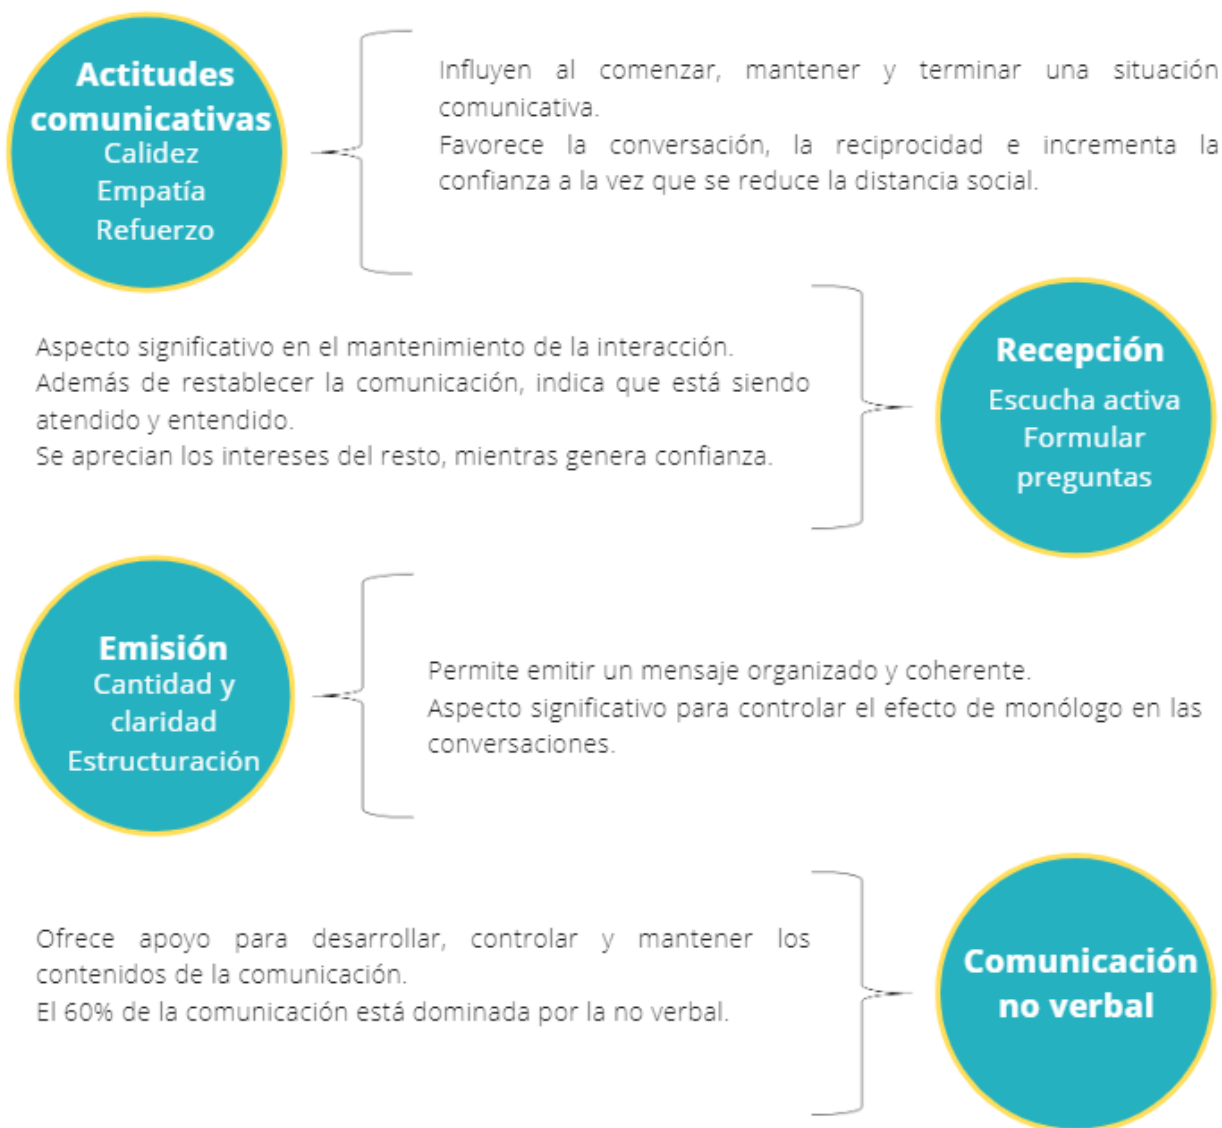 Actitudes
comunicativas
Calidez
Empatía
Refuerzo
Influyen al comenzar, mantener y terminar una situación
comunicativa.
Favorece la conversación, la reciprocidad e incrementa la
confianza a la vez que se reduce la distancia social.
Aspecto significativo en el mantenimiento de la interacción.
Además de restablecer la comunicación, indica que está siendo
atendido y entendido.
Se aprecian los intereses del resto, mientras genera confianza.
Recepción
Escucha activa
Formular
preguntas
Emisión
Cantidad y
claridad
Estructuración
Permite emitir un mensaje organizado y coherente.
Aspecto significativo para controlar el efecto de monólogo en las
conversaciones.
Ofrece apoyo para desarrollar, controlar y mantener los
contenidos de la comunicación.
El 60% de la comunicación está dominada por la no verbal.
Comunicación
no verbal